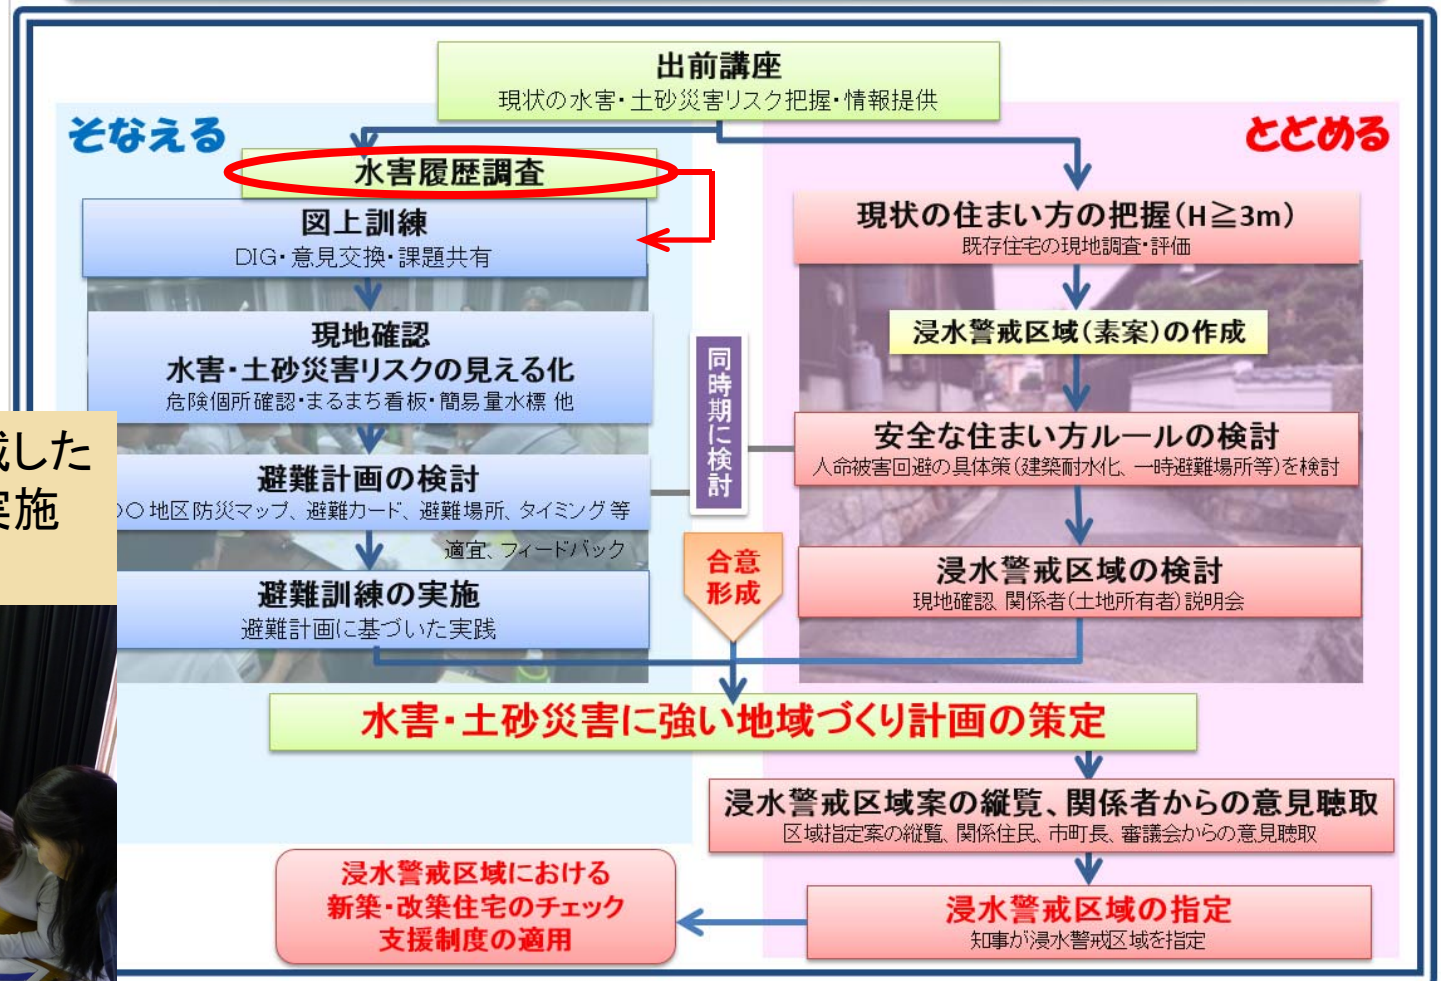 出前講座
現状の水害・土砂災害リスク把握・情報提供
そなえる
とどめる
水害履歴調査
図上訓練
DIG・意見交換・課題共有
現地確認
水害・土砂災害リスクの見える化
危険個所確認・まるまち看板・簡易量水標 他
避難計画の検討
〇地区防災マップ、避難カード、避難場所、タイミング等
適宜、フィードバック
避難訓練の実施
避難計画に基づいた実践
した
施
同時期に検討
合意
形成
現状の住まい方の把握(H≧3m)
既存住宅の現地調査・評価
浸水警戒区域(素案)の作成
安全な住まい方ルールの検討
人命被害回避の具体策(建築耐水化、一時避難場所等)を検討
浸水警戒区域の検討
現地確認、関係者(土地所有者)説明会
水害・土砂災害に強い地域づくり計画の策定
浸水警戒区域案の縦覧、関係者からの意見聴取
区域指定案の縦覧、関係住民、市町長、審議会からの意見聴取
浸水警戒区域の指定
知事が浸水警戒区域を指定
浸水警戒区域における
新築・改築住宅のチェック
支援制度の適用